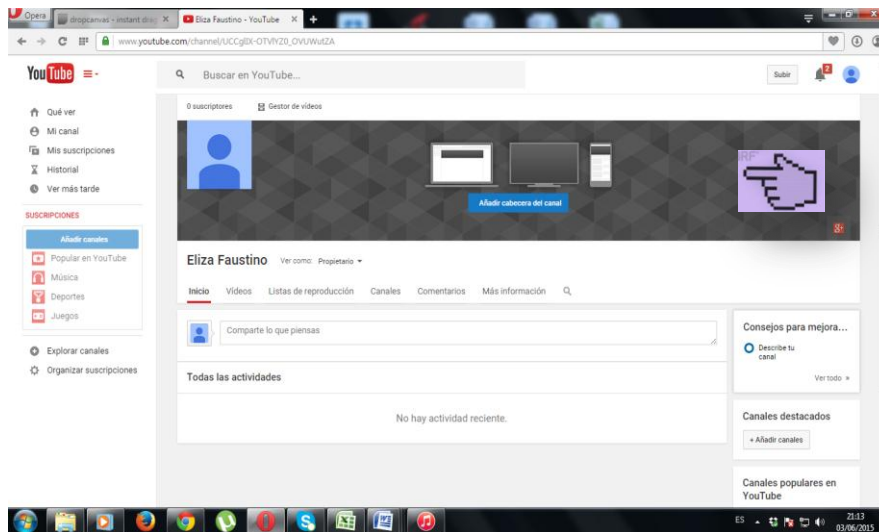 Opera
dropcanvas - instant drag
Eliza Faustino - YouTube
www.youtube.com/channel/UCCgllX-OTVfYZ0_OVUWutZA
YouTube
Buscar en YouTube...
Subir
2
Qué ver
Mi canal
Mis suscripciones
Historial
Ver más tarde
SUSCRIPCIONES
Añadir canales
Popular en YouTube
Música
Deportes
Juegos
Explorar canales
Organizar suscripciones
0 suscriptores
Gestor de vídeos
Añadir cabecera del canal
g+
Eliza Faustino Ver como: Propietario
Inicio Vídeos Listas de reproducción Canales Comentarios Más información
Comparte lo que piensas
Todas las actividades
No hay actividad reciente.
Consejos para mejora...
Describe tu
canal
Ver todo »
Canales destacados
+ Añadir canales
Canales populares en
YouTube
ES
21:13
03/06/2015